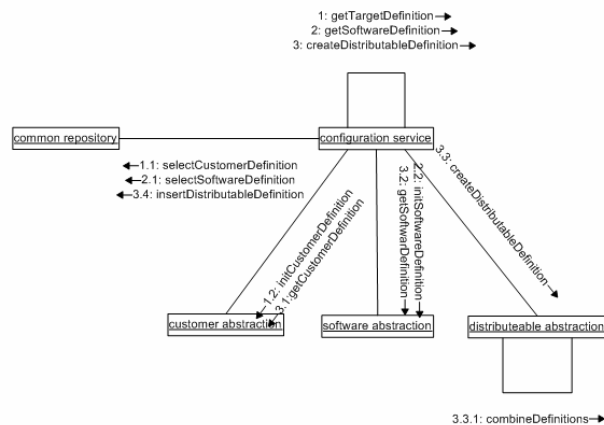 1: getTargetDefinition
2: getSoftwareDefinition
3: createDistributableDefinition
common repository
configuration service
1.1: selectCustomerDefinition
2.1: selectSoftwareDefinition
3.4: insertDistributableDefinition
1.2: initCustomerDefinition
3.1:getCustomerDefinition
3.2: getSoftwarDefinition
2.2: initSoftwareDefinition
3.3: createDistributableDefinition
customer abstraction
software abstraction
distributeable abstraction
3.3.1: combineDefinitions